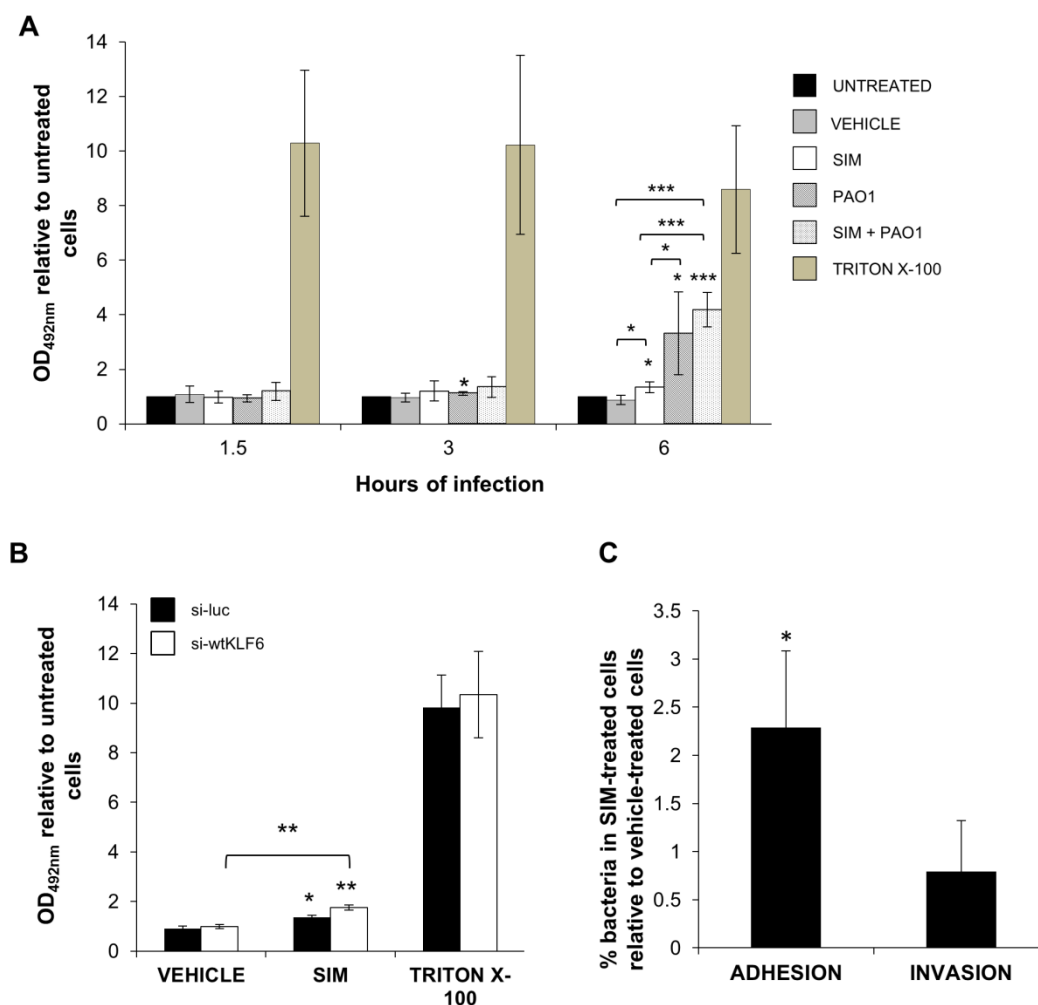 A
OD492nm relative to untreated
cells
14
12
10
8
6
4
2
0
***
***
*
*
***
*
*
*
1.5
3
6
Hours of infection
UNTREATED
VEHICLE
SIM
PAO1
SIM + PAO1
TRITON X-100
B
OD492nm relative to untreated
cells
si-luc
si-wtKLF6
14
12
10
8
6
4
2
0
**
*
**
VEHICLE
SIM
TRITON X-
100
C
% bacteria in SIM-treated cells
relative to vehicle-treated cells
3.5
3
2.5
2
1.5
1
0.5
0
*
ADHESION
INVASION